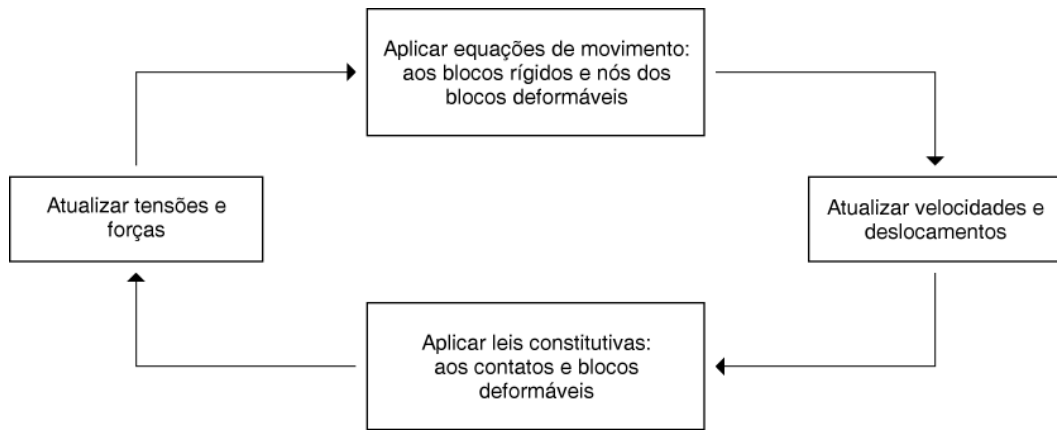 Aplicar equações de movimento:
aos blocos rígidos e nós dos
blocos deformáveis
Atualizar tensões e
forças
Atualizar velocidades e
deslocamentos
Aplicar leis constitutivas:
aos contatos e blocos
deformáveis